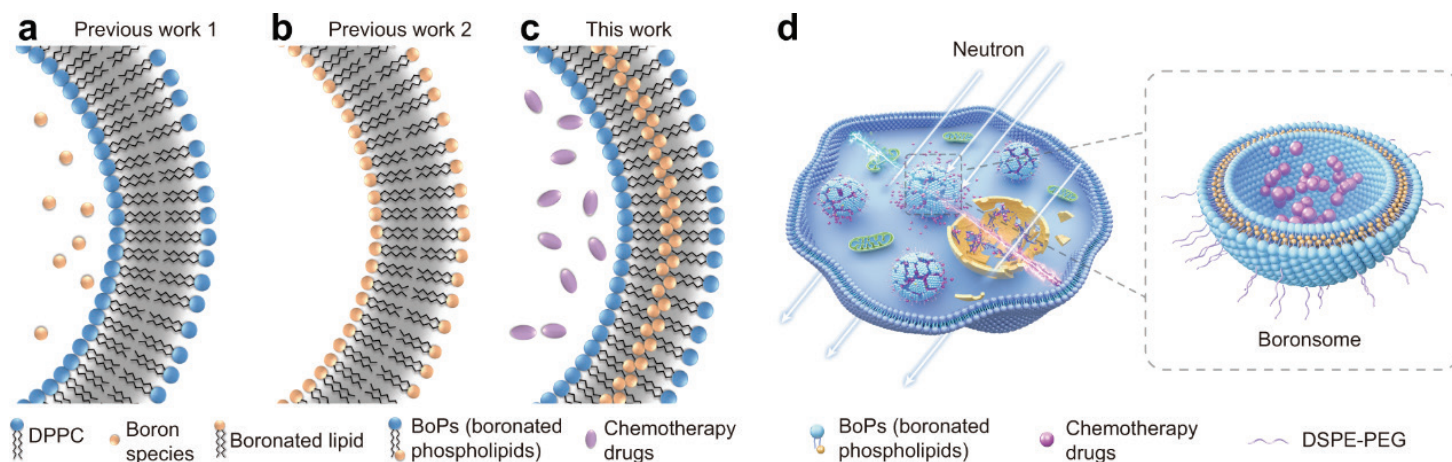 a Previous work 1
b Previous work 2
c This work
d
Neutron
Boronsome
DPPC
Boron
species
Boronated lipid
BoPs (boronated
phospholipids)
Chemotherapy
drugs
BoPs (boronated
phospholipids)
Chemotherapy
drugs
DSPE-PEG